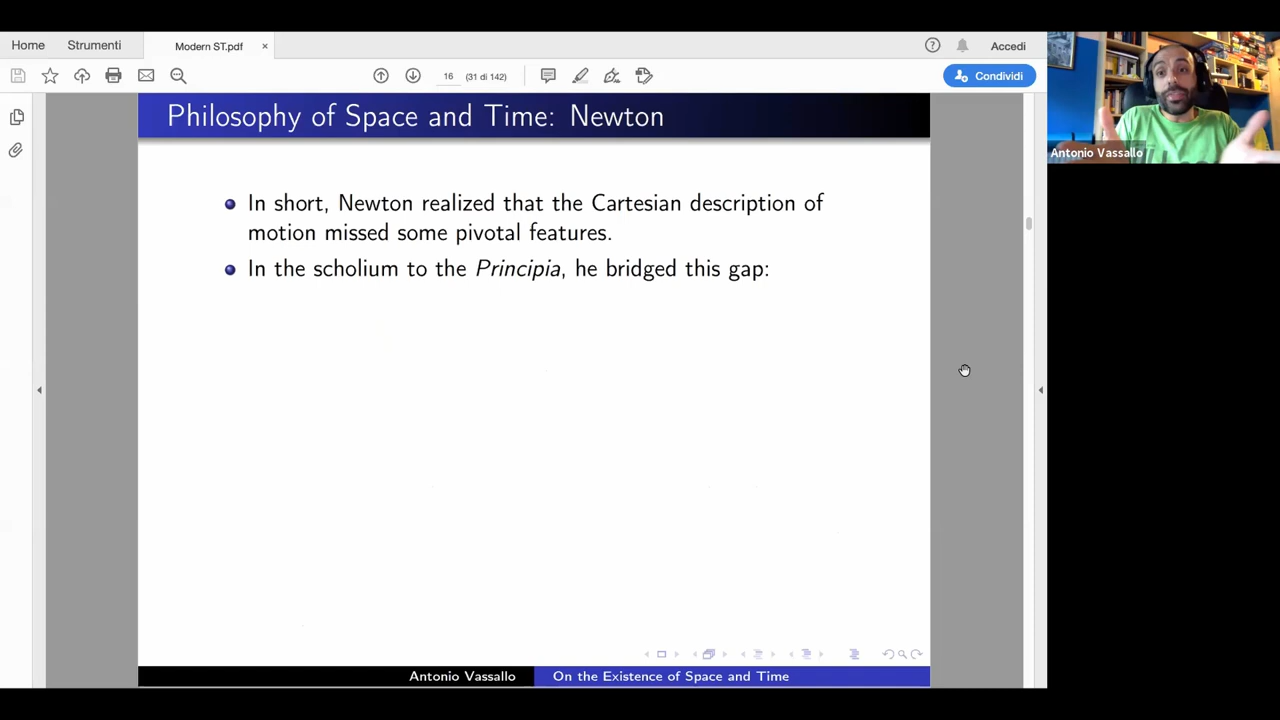 Home
Strumenti
Modern ST.pdf
×
Accedi
16
(31 di 142)
Condividi
Philosophy of Space and Time: Newton
Antonio Vassallo
In short, Newton realized that the Cartesian description of
motion missed some pivotal features.
In the scholium to the Principia, he bridged this gap:
Antonio Vassallo
On the Existence of Space and Time